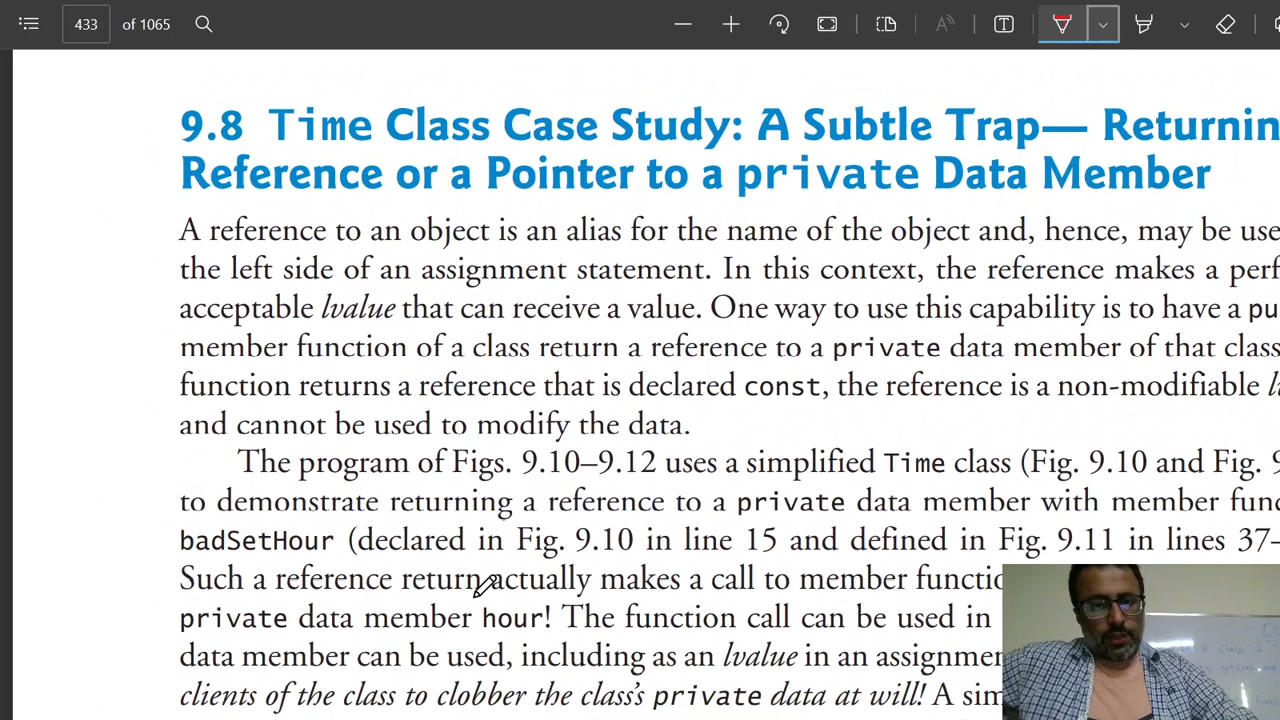 433 of 1065
9.8 Time Class Case Study: A Subtle Trap— Returnin
Reference or a Pointer to a private Data Member
A reference to an object is an alias for the name of the object and, hence, may be use
the left side of an assignment statement. In this context, the reference makes a perf
acceptable lvalue that can receive a value. One way to use this capability is to have a pu
member function of a class return a reference to a private data member of that class
function returns a reference that is declared const, the reference is a non-modifiable l
and cannot be used to modify the data.
The program of Figs. 9.10–9.12 uses a simplified Time class (Fig. 9.10 and Fig. 9
to demonstrate returning a reference to a private data member with member func
badSetHour (declared in Fig. 9.10 in line 15 and defined in Fig. 9.11 in lines 37–
Such a reference return actually makes a call to member functio
private data member hour! The function call can be used in
data member can be used, including as an lvalue in an assignmen
clients of the class to clobber the class's private data at will! A sim